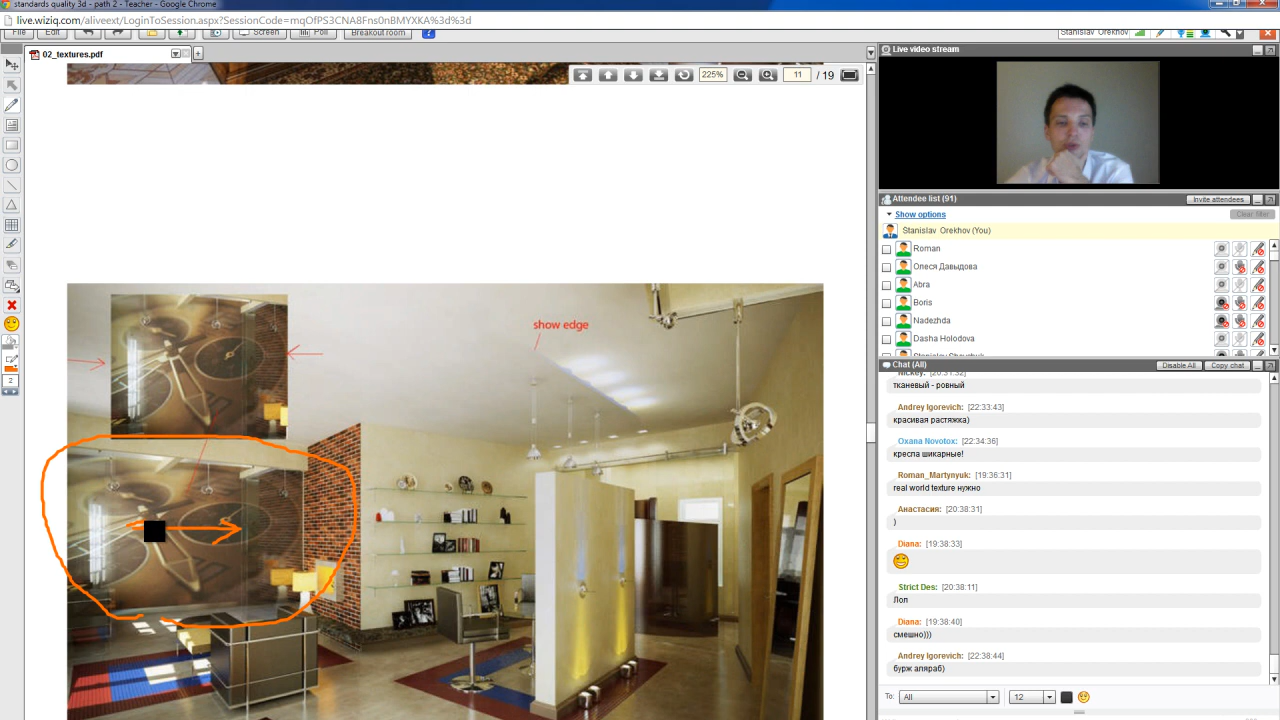 standards quality 3d - path 2 - Teacher - Google Chrome
live.wiziq.com/aliveext/LoginToSession.aspx?SessionCode=mqOfPS3CNA8Fns0nBMYXKA%3d%3d
File
Edit
Screen
Poll
Breakout room
Stanislav Orekhov
02_textures.pdf
225%
11 / 19
show edge
2
Live video stream
Attendee list (91)
Invite attendees
Show options
Clear filter
Stanislav Orekhov (You)
Roman
Олеся Давыдова
Abra
Boris
Nadezhda
Dasha Holodova
Chat (All)
Disable All
Copy chat
тканевый - ровный
Andrey Igorevich: [22:33:43]
красивая растяжка)
Oxana Novotox: [22:34:36]
кресла шикарные!
Roman_Martynyuk: [19:36:31]
real world texture нужно
Анастасия: [20:38:31]
)
Diana: [19:38:33]
Strict Des: [20:38:11]
Лол
Diana: [19:38:40]
смешно)))
Andrey Igorevich: [22:38:44]
бурж аляраб)
To: All
12